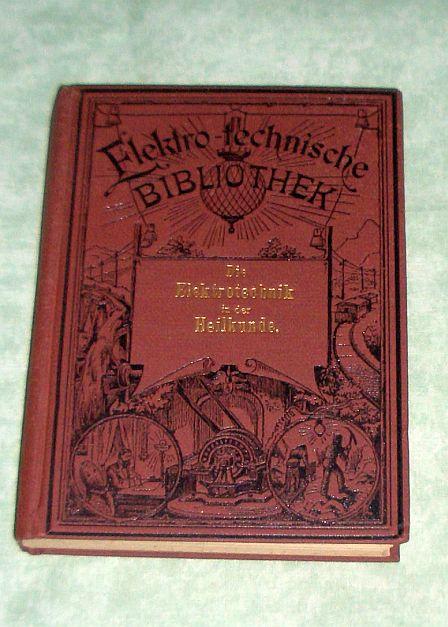 Elektro-technische
BIBLIOTHEK
Die
Elektrotechnik
in der
Heilkunde.